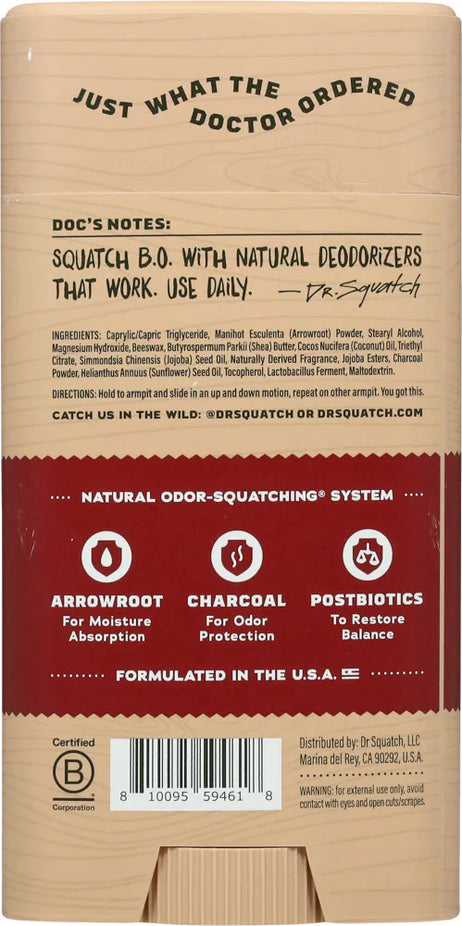 JUST WHAT THE
DOCTOR ORDERED
DOC'S NOTES:
SQUATCH B.O. WITH NATURAL DEODORIZERS
THAT WORK. USE DAILY. — Dr. Squatch
INGREDIENTS: Caprylic/Capric Triglyceride, Manihot Esculenta (Arrowroot) Powder, Stearyl Alcohol,
Magnesium Hydroxide, Beeswax, Butyrospermum Parkii (Shea) Butter, Cocos Nucifera (Coconut) Oil, Triethyl
Citrate, Simmondsia Chinensis (Jojoba) Seed Oil, Naturally Derived Fragrance, Jojoba Esters, Charcoal
Powder, Helianthus Annuus (Sunflower) Seed Oil, Tocopherol, Lactobacillus Ferment, Maltodextrin.
DIRECTIONS: Hold to armpit and slide in an up and down motion, repeat on other armpit. You got this.
CATCH US IN THE WILD: @DRSQUATCH OR DRSQUATCH.COM
NATURAL ODOR-SQUATCHING® SYSTEM
ARROWROOT
For Moisture
Absorption
CHARCOAL
For Odor
Protection
POSTBIOTICS
To Restore
Balance
FORMULATED IN THE U.S.A.
Certified
B
Corporation
8 10095 59461 8
Distributed by: Dr Squatch, LLC
Marina del Rey, CA 90292, U.S.A.
WARNING: for external use only, avoid
contact with eyes and open cuts/scrapes.